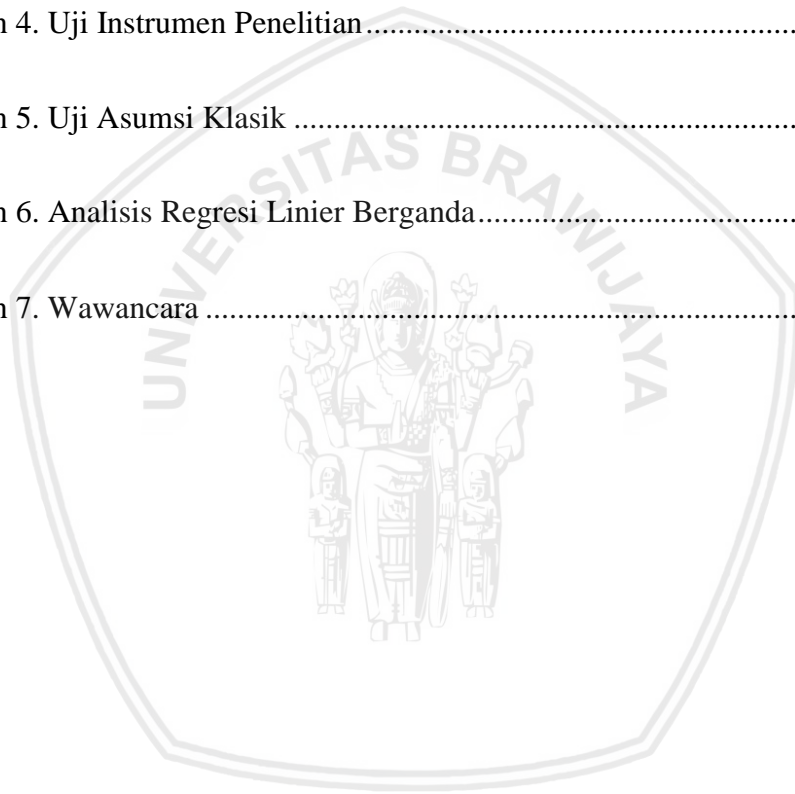 n 4. Uji Instrumen Penelitian.......................................................
n 5. Uji Asumsi Klasik ................................................................
n 6. Analisis Regresi Linier Berganda........................................
n 7. Wawancara ..........................................................................
UNIVERSITAS BRAWIJAYA